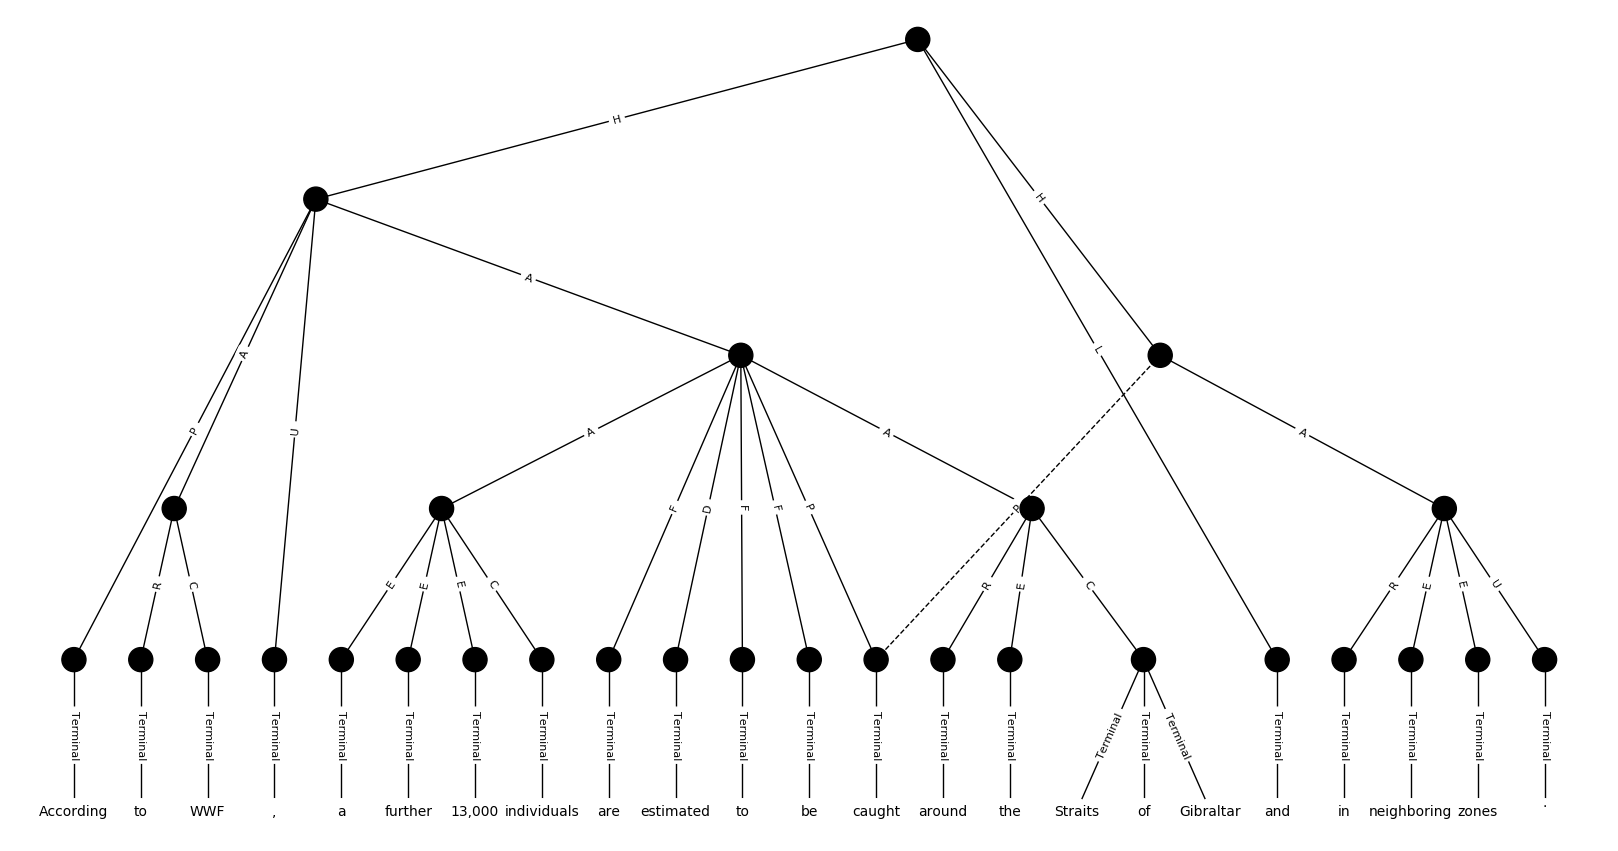 H
H
A
A
L
P
U
A
A
A
F
D
F
F
P
P
R
C
E
E
E
C
R
E
C
R
E
E
U
Terminal Terminal Terminal Terminal Terminal Terminal Terminal Terminal Terminal Terminal Terminal Terminal Terminal Terminal Terminal Terminal Terminal Terminal Terminal Terminal Terminal Terminal Terminal
According to WWF , a further 13,000 individuals are estimated to be caught around the Straits of Gibraltar and in neighboring zones .